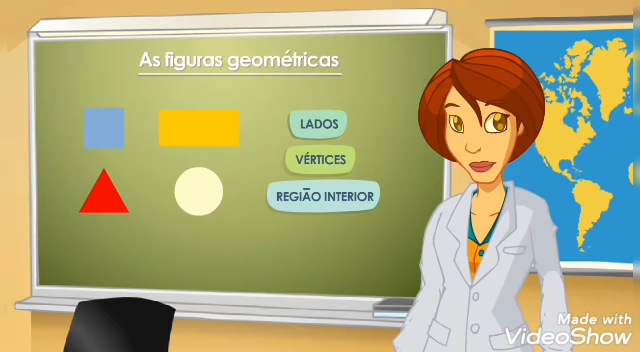 As figuras geométricas
LADOS
VÉRTICES
REGIÃO INTERIOR
Made with
VideoShow